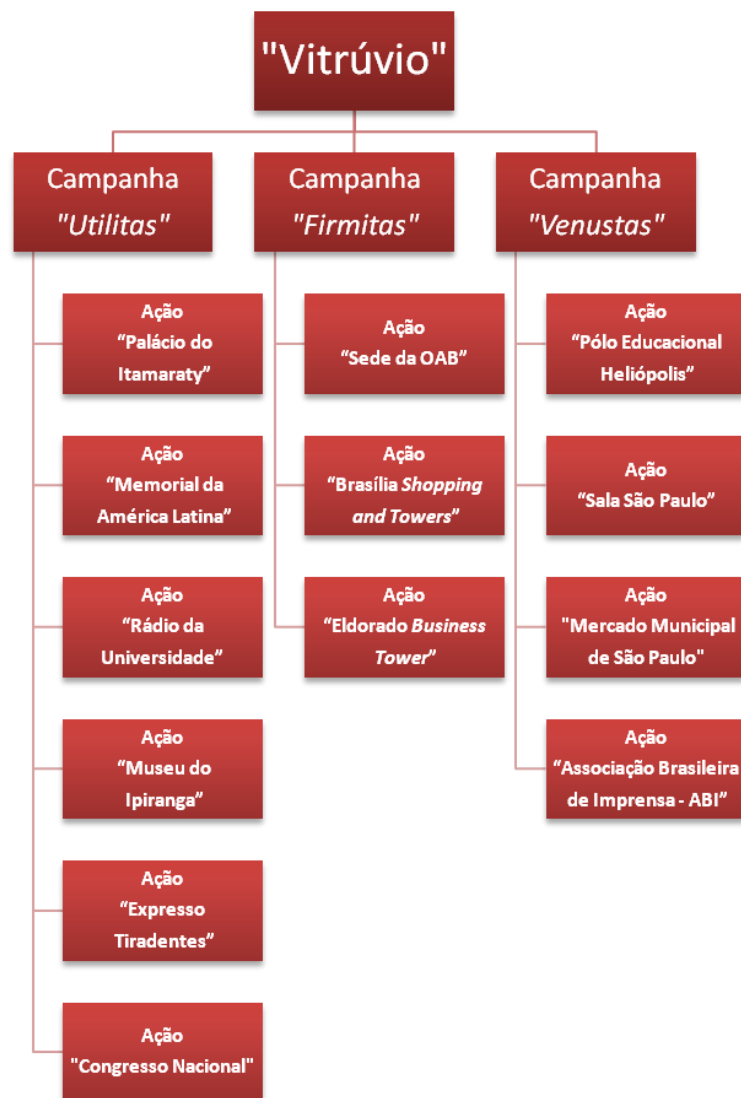 "Vitrúvio"
Campanha
"Utilitas"
Ação
“Palácio do
Itamaraty”
Ação
“Memorial da
América Latina”
Ação
“Rádio da
Universidade”
Ação
“Museu do
Ipiranga”
Ação
“Expresso
Tiradentes”
Ação
"Congresso Nacional"
Campanha
"Firmitas"
Ação
“Sede da OAB”
Ação
“Brasília Shopping
and Towers”
Ação
“Eldorado Business
Tower”
Campanha
"Venustas"
Ação
“Pólo Educacional
Heliópolis”
Ação
“Sala São Paulo”
Ação
"Mercado Municipal
de São Paulo"
Ação
“Associação Brasileira
de Imprensa - ABI”